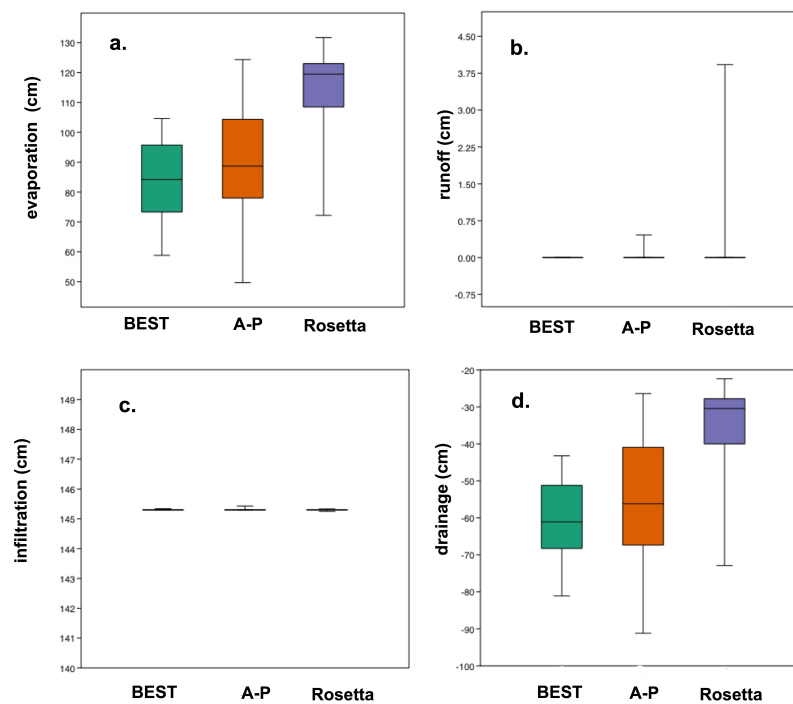 a.
evaporation (cm)
130
120
110
100
90
80
70
60
50
BEST
A-P
Rosetta
b.
runoff (cm)
4.50
3.75
3.00
2.25
1.50
0.75
0.00
-0.75
BEST
A-P
Rosetta
c.
infiltration (cm)
149
148
147
146
145
144
143
142
141
140
BEST
A-P
Rosetta
d.
drainage (cm)
-20
-30
-40
-50
-60
-70
-80
-90
-100
BEST
A-P
Rosetta